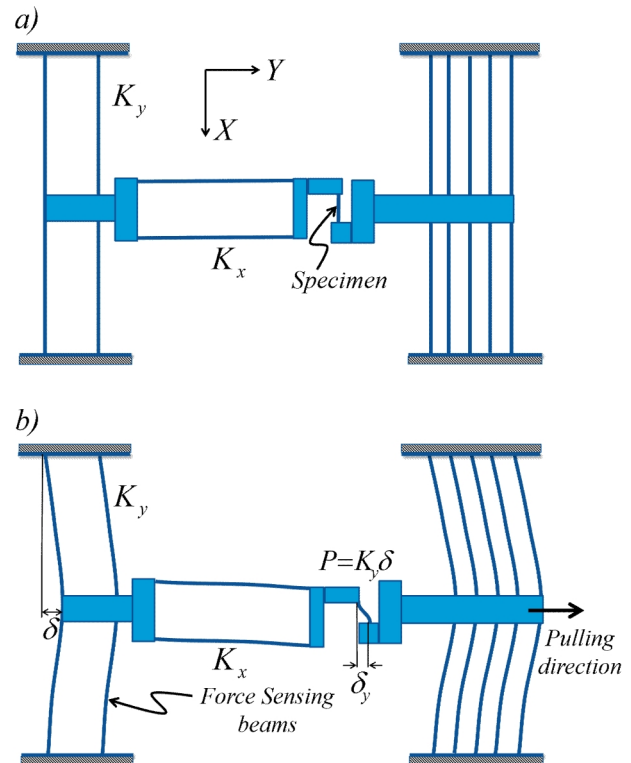 a)
K_y
Y
X
K_x
Specimen
b)
K_y
P=K_yδ
δ
K_x
δ_y
Pulling
direction
Force Sensing
beams